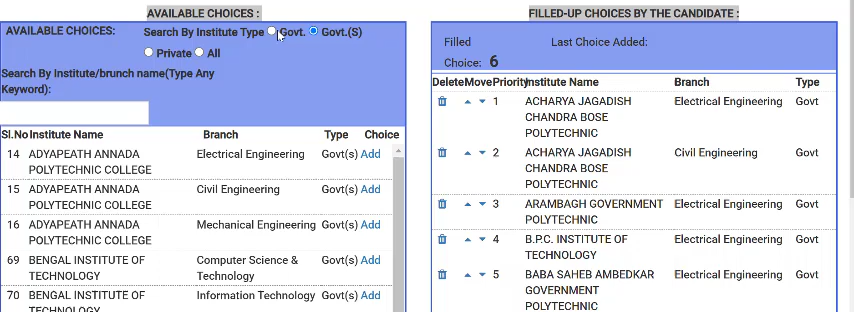 AVAILABLE CHOICES :
AVAILABLE CHOICES: Search By Institute Type Govt. Govt.(S)
Private All
Search By Institute/brunch name(Type Any
Keyword):
Sl.No Institute Name Branch Type Choice
14 ADYAPEATH ANNADA Electrical Engineering Govt(s) Add
POLYTECHNIC COLLEGE
15 ADYAPEATH ANNADA Civil Engineering Govt(s) Add
POLYTECHNIC COLLEGE
16 ADYAPEATH ANNADA Mechanical Engineering Govt(s) Add
POLYTECHNIC COLLEGE
69 BENGAL INSTITUTE OF Computer Science & Govt(s) Add
TECHNOLOGY Technology
70 BENGAL INSTITUTE OF Information Technology Govt(s) Add
TECHNOLOGY
FILLED-UP CHOICES BY THE CANDIDATE :
Filled Last Choice Added:
Choice: 6
Delete Move Priority Institute Name Branch Type
1 ACHARYA JAGADISH Electrical Engineering Govt
CHANDRA BOSE
POLYTECHNIC
2 ACHARYA JAGADISH Civil Engineering Govt
CHANDRA BOSE
POLYTECHNIC
3 ARAMBAGH GOVERNMENT Electrical Engineering Govt
POLYTECHNIC
4 B.P.C. INSTITUTE OF Electrical Engineering Govt
TECHNOLOGY
5 BABA SAHEB AMBEDKAR Electrical Engineering Govt
GOVERNMENT
POLYTECHNIC